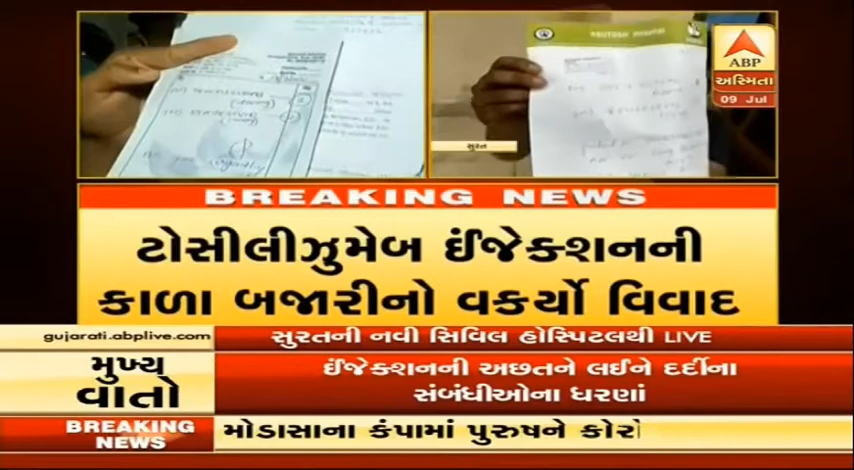 ABP
અસ્મિતા
09 Jul
સુરત
BREAKING NEWS
ટોસીલીઝુમેબ ઈંજેક્શનની
કાળા બજારીનો વકર્યો વિવાદ
gujarati.abplive.com
સુરતની નવી સિવિલ હોસ્પિટલથી LIVE
મુખ્ય
વાતો
ઈંજેક્શનની અછતને લઈને દર્દીના
સંબંધીઓના ધરણાં
BREAKING
NEWS
મોડાસાના કંપામાં પુરુષને કોરો